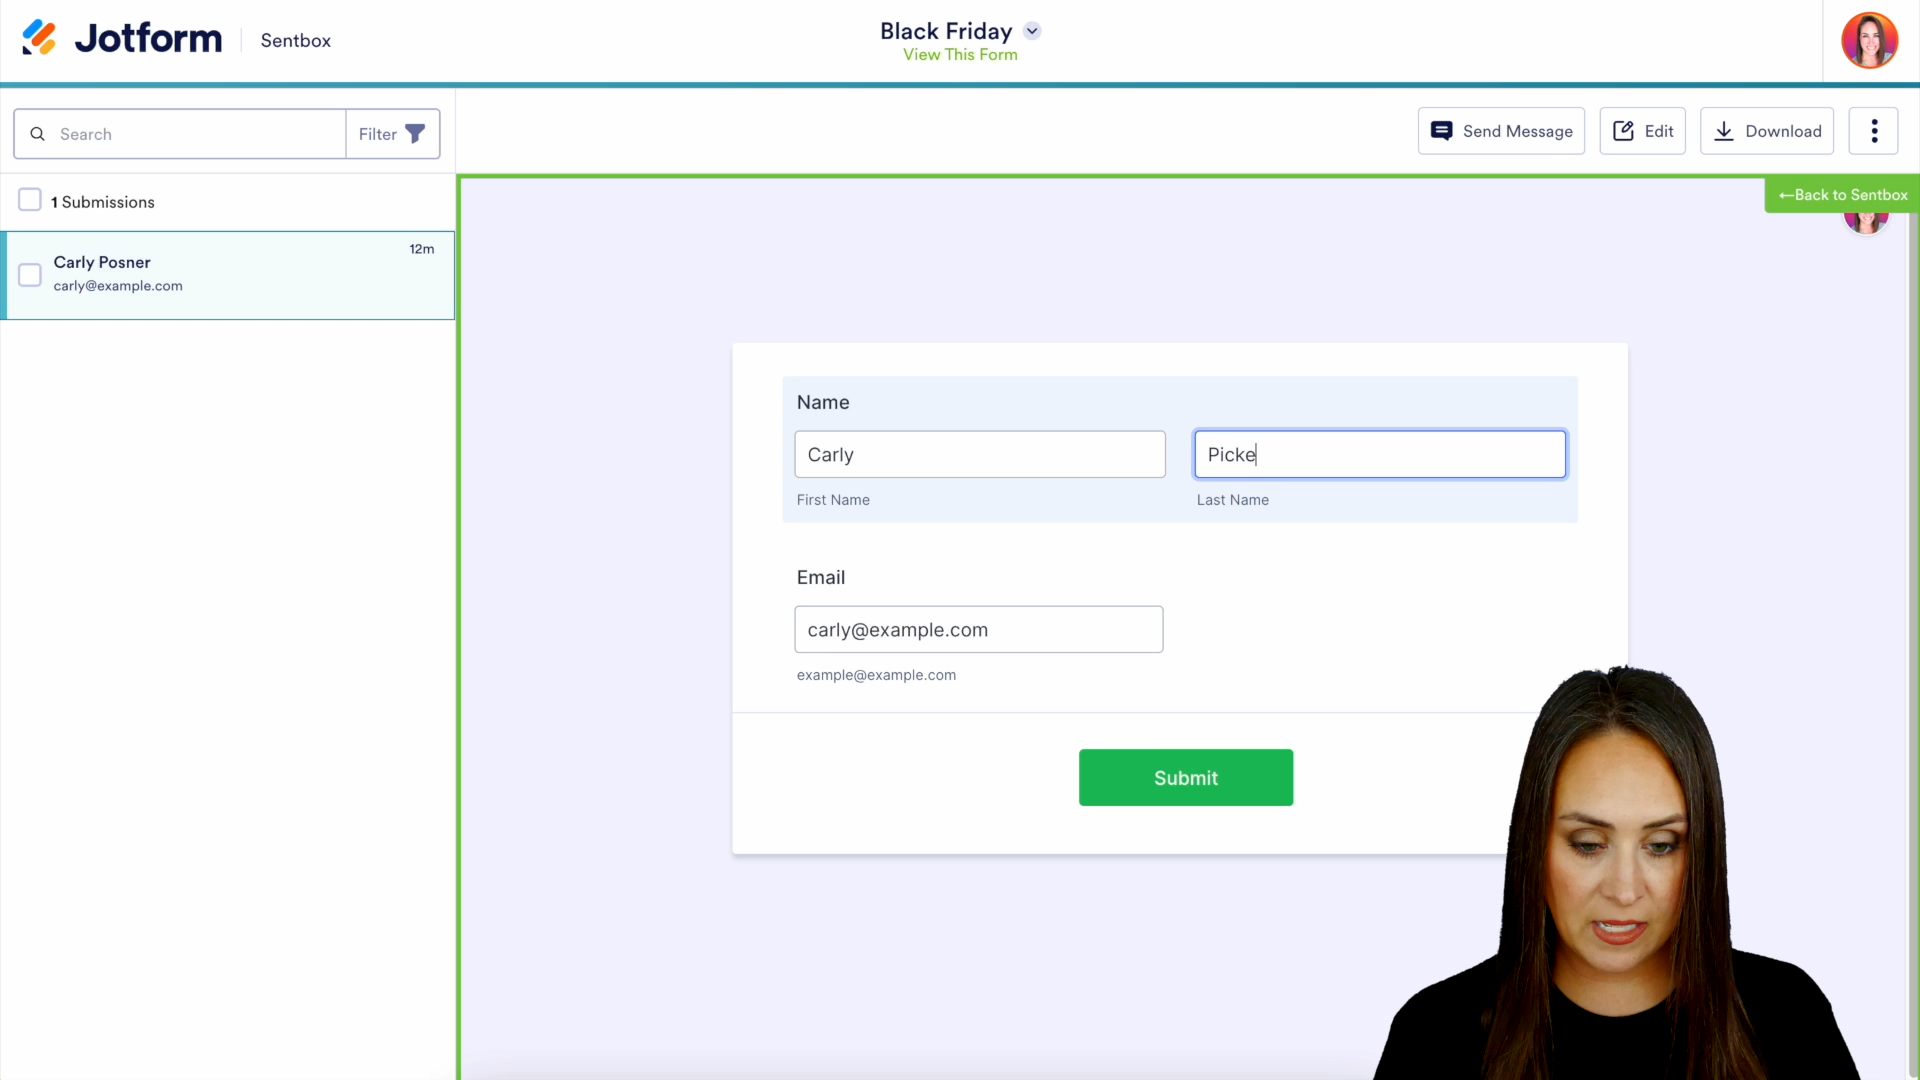 Jotform
Sentbox
Black Friday
View This Form
Search
Filter
Send Message
Edit
Download
1 Submissions
←Back to Sentbox
12m
Carly Posner
carly@example.com
Name
Carly
Picke
First Name
Last Name
Email
carly@example.com
example@example.com
Submit